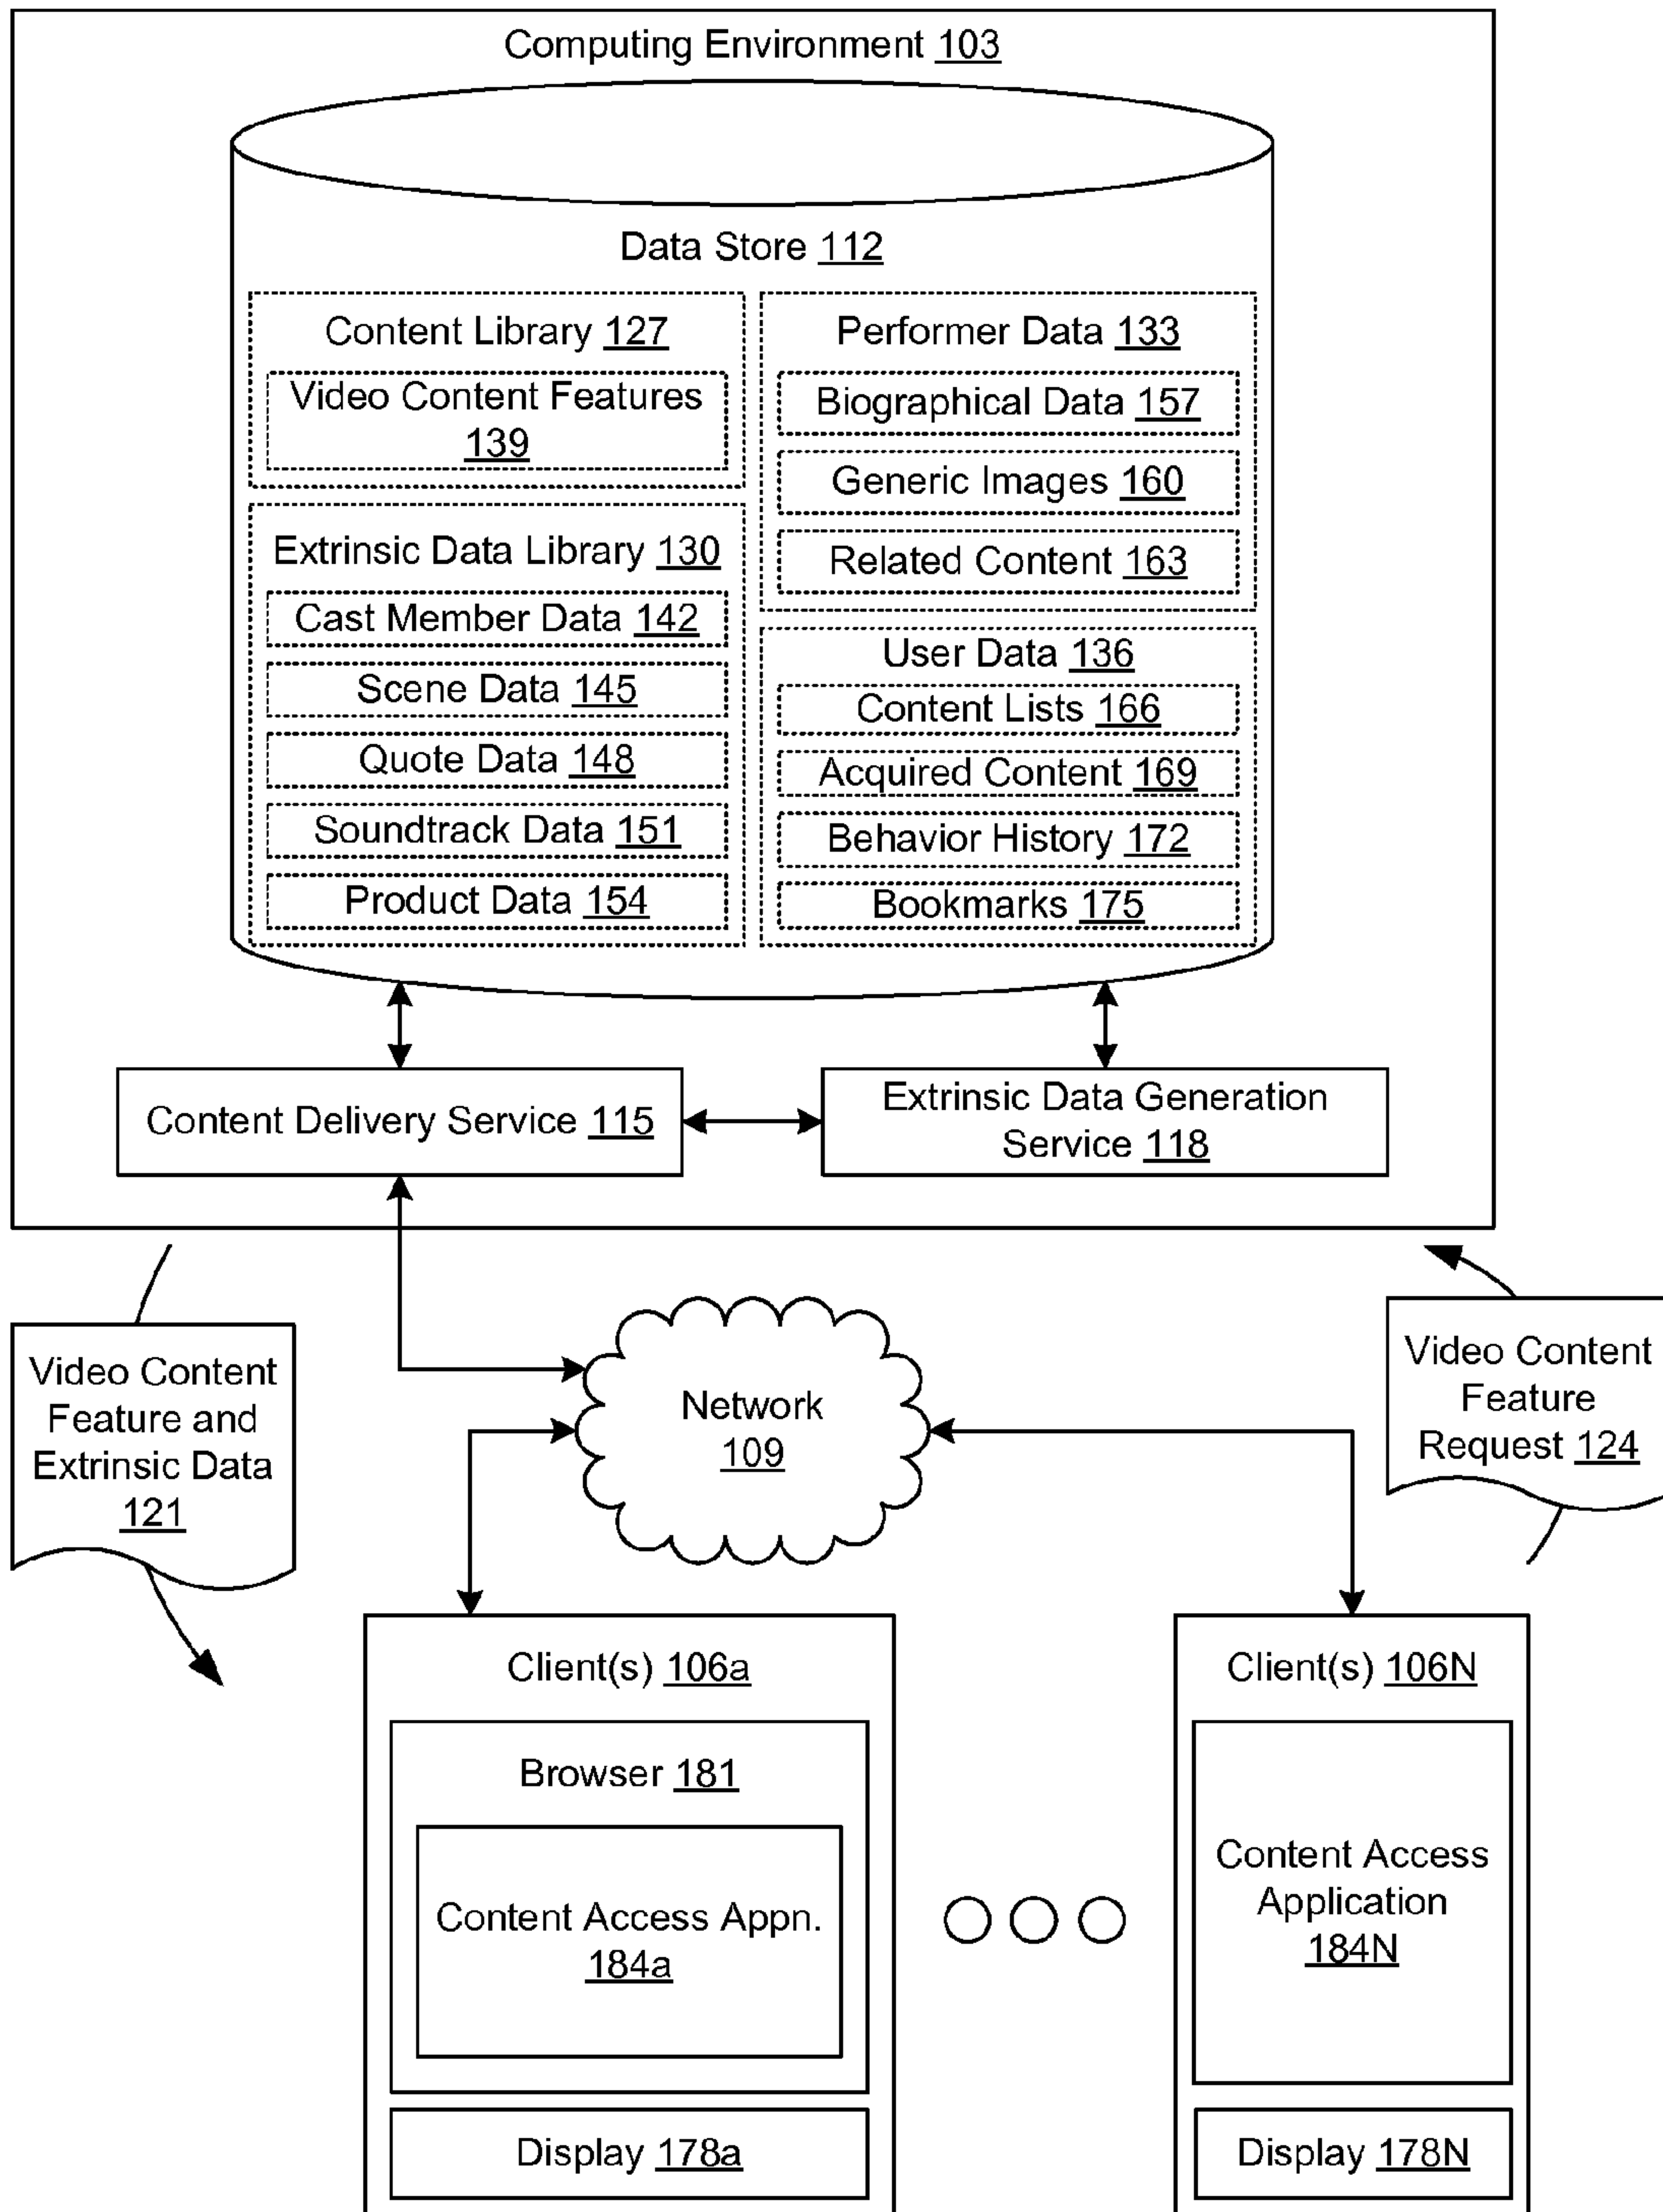 Computing Environment 103
Data Store 112
Content Library 127
Video Content Features
139
Extrinsic Data Library 130
Cast Member Data 142
Scene Data 145
Quote Data 148
Soundtrack Data 151
Product Data 154
Performer Data 133
Biographical Data 157
Generic Images 160
Related Content 163
User Data 136
Content Lists 166
Acquired Content 169
Behavior History 172
Bookmarks 175
Content Delivery Service 115
Extrinsic Data Generation
Service 118
Video Content
Feature and
Extrinsic Data
121
Network
109
Video Content
Feature
Request 124
Client(s) 106a
Browser 181
Content Access Appn.
184a
Display 178a
Client(s) 106N
Content Access
Application
184N
Display 178N